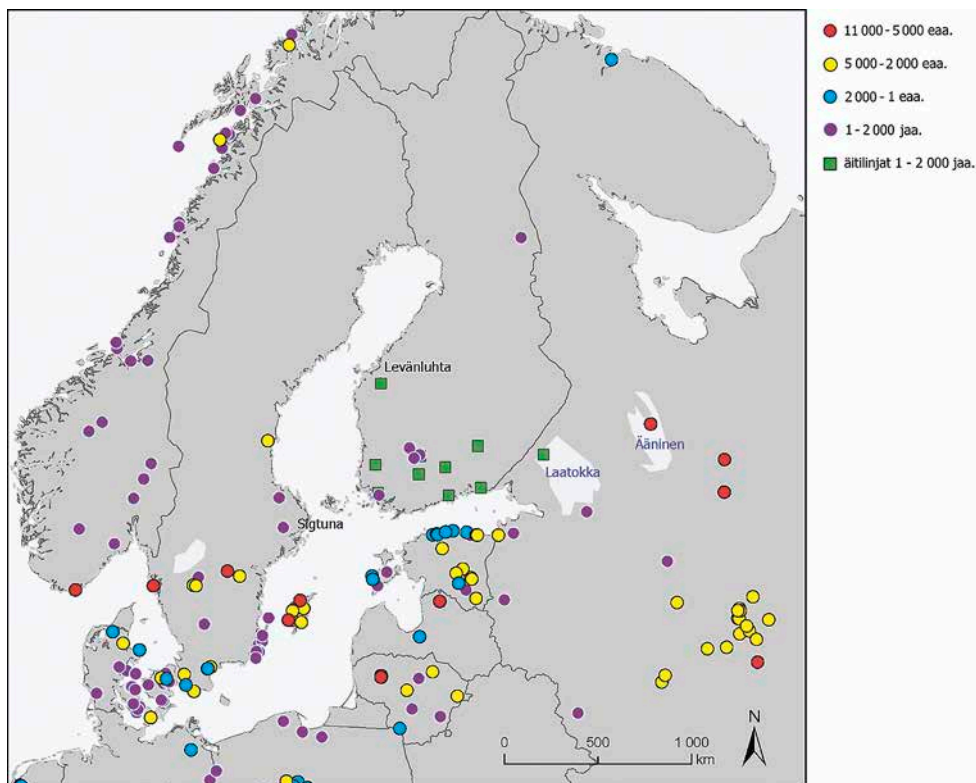 11 000 - 5 000 eaa.
5 000 - 2 000 eaa.
2 000 - 1 eaa.
1 - 2 000 jaa.
äitilinjat 1 - 2 000 jaa.
Levänluhta
Ääninen
Laatokka
Sigtuna
N
0 500 1 000
km